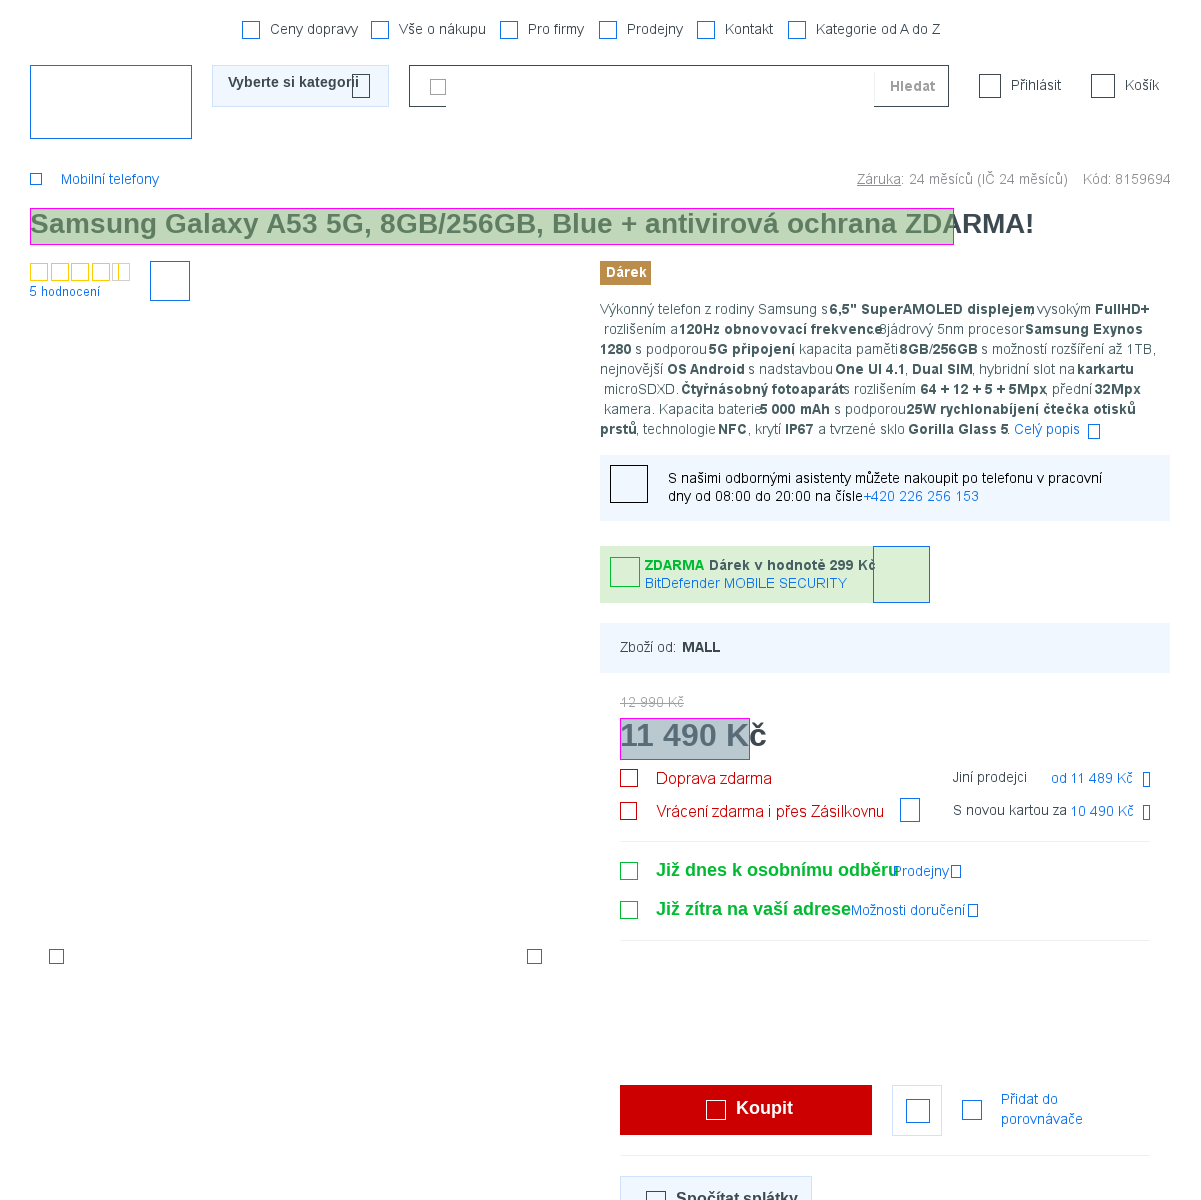 Ceny dopravy Vše o nákupu Pro firmy Prodejny Kontakt Kategorie od A do Z
Vyberte si kategorii Hledat Přihlásit Košík
Mobilní telefony Záruka: 24 měsíců (IČ 24 měsíců) Kód: 8159694
Samsung Galaxy A53 5G, 8GB/256GB, Blue + antivirová ochrana ZDARMA!
5 hodnocení
Dárek
Výkonný telefon z rodiny Samsung s 6,5" SuperAMOLED displejem, vysokým FullHD+
rozlišením a 120Hz obnovovací frekvence. 8jádrový 5nm procesor Samsung Exynos
1280 s podporou 5G připojení, kapacita paměti 8GB/256GB s možností rozšíření až 1TB,
nejnovější OS Android s nadstavbou One UI 4.1, Dual SIM, hybridní slot na kartu
microSDXD. Čtyřnásobný fotoaparát s rozlišením 64 + 12 + 5 + 5Mpx, přední 32Mpx
kamera. Kapacita baterie 5 000 mAh s podporou 25W rychlonabíjení, čtečka otisků
prstů, technologie NFC, krytí IP67 a tvrzené sklo Gorilla Glass 5. Celý popis
S našimi odbornými asistenty můžete nakoupit po telefonu v pracovní
dny od 08:00 do 20:00 na čísle +420 226 256 153
ZDARMA Dárek v hodnotě 299 Kč
BitDefender MOBILE SECURITY
Zboží od: MALL
12 990 Kč
11 490 Kč
Doprava zdarma Jiní prodejci od 11 489 Kč
Vrácení zdarma i přes Zásilkovnu S novou kartou za 10 490 Kč
Již dnes k osobnímu odběru Prodejny
Již zítra na vaší adrese Možnosti doručení
Koupit Přidat do
porovnávače
Spočítat splátky